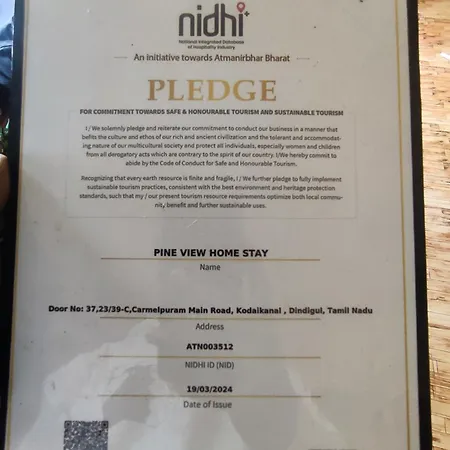 nidhi+
National Integrated Database
of Hospitality Industry
An Initiative towards Atmanirbhar Bharat
PLEDGE
FOR COMMITMENT TOWARDS SAFE & HONOURABLE TOURISM AND SUSTAINABLE TOURISM
I / We solemnly pledge and reiterate our commitment to conduct our business in a manner that
befits the culture and ethos of our rich and ancient civilization and the tolerant and accommodat-
ing nature of our multicultural society and protect all individuals, especially women and children
from all derogatory acts which are contrary to the spirit of our country. I/We hereby commit to
abide by the Code of Conduct for Safe and Honourable Tourism.
Recognizing that every earth resource is finite and fragile, I / We further pledge to fully implement
sustainable tourism practices, consistent with the best environment and heritage protection
standards, such that my / our present tourism resource requirements optimize both local commu-
nity benefit and further sustainable uses.
PINE VIEW HOME STAY
Name
Door No: 37,23/39-C,Carmelpuram Main Road, Kodaikanal , Dindigul, Tamil Nadu
Address
ATN003512
NIDHI ID (NID)
19/03/2024
Date of Issue